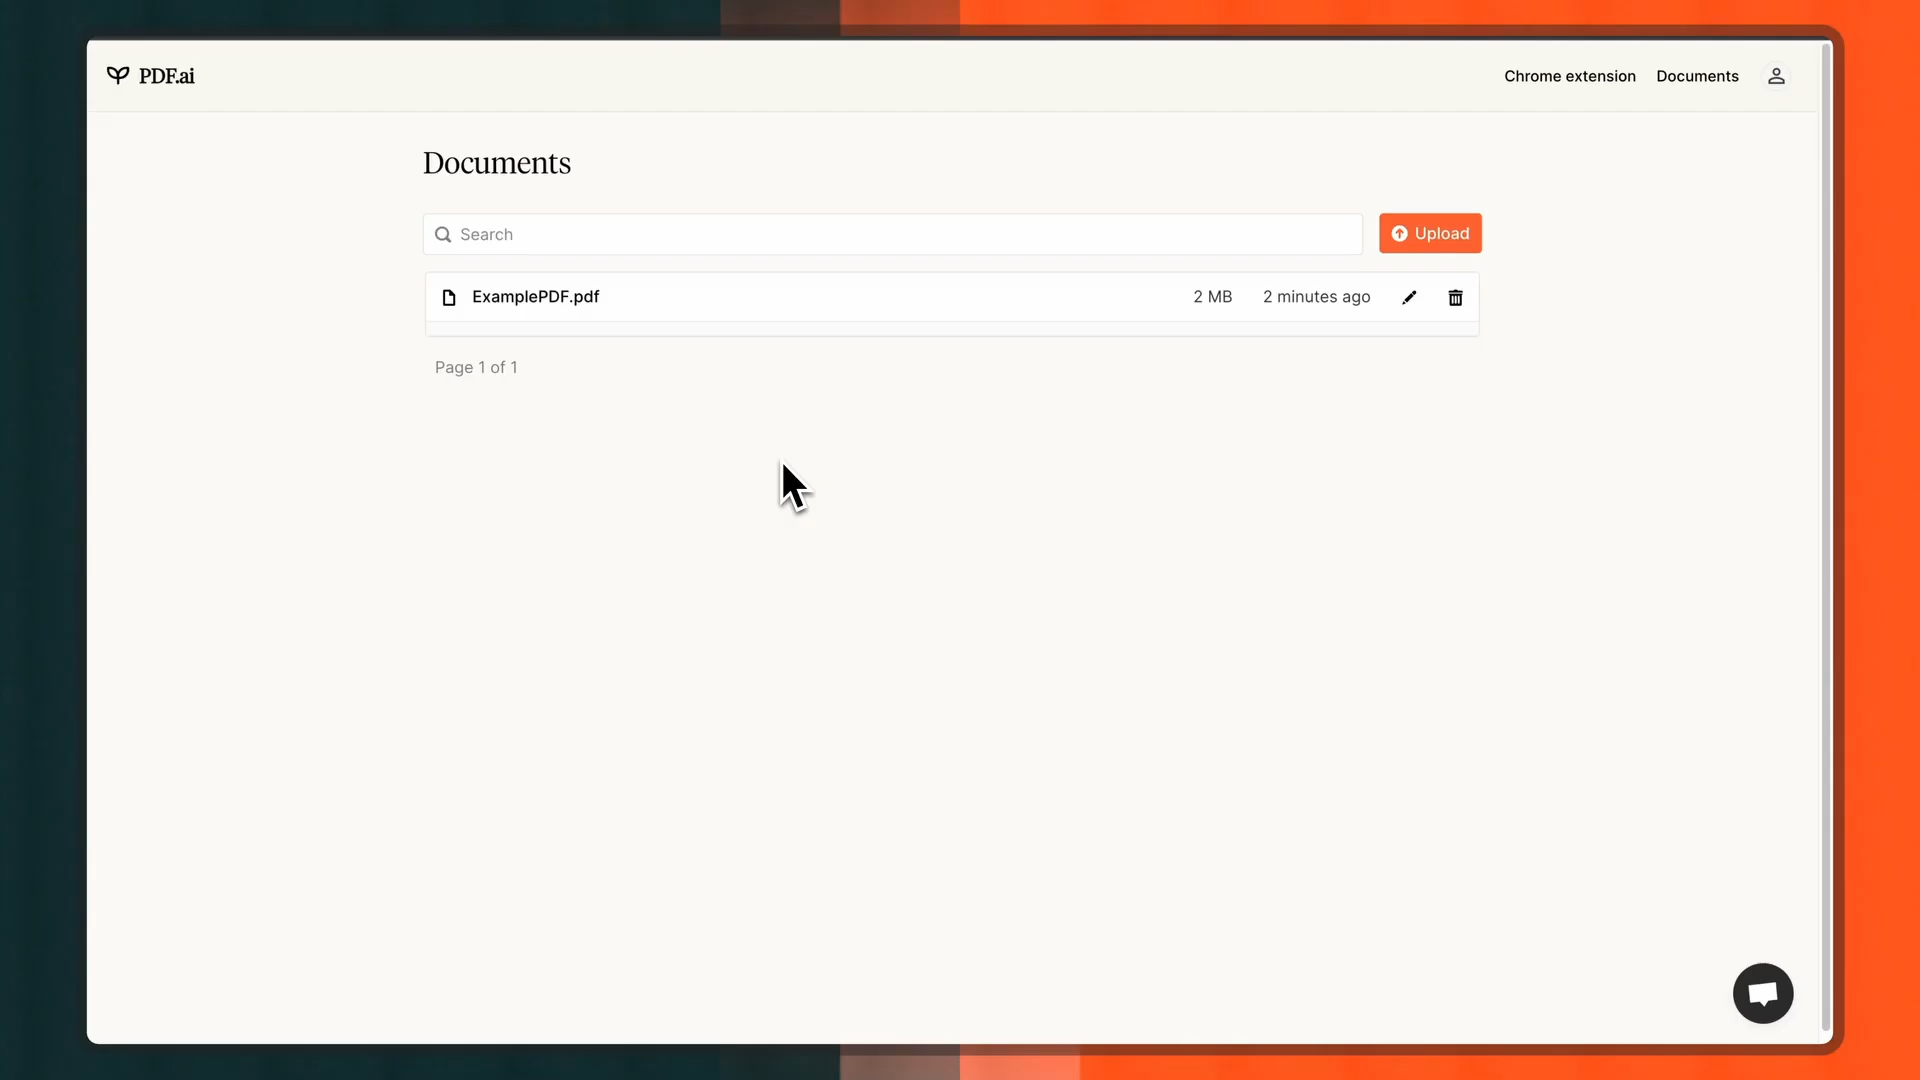 PDF.ai
Chrome extension Documents
Documents
Search
Upload
ExamplePDF.pdf 2 MB 2 minutes ago
Page 1 of 1